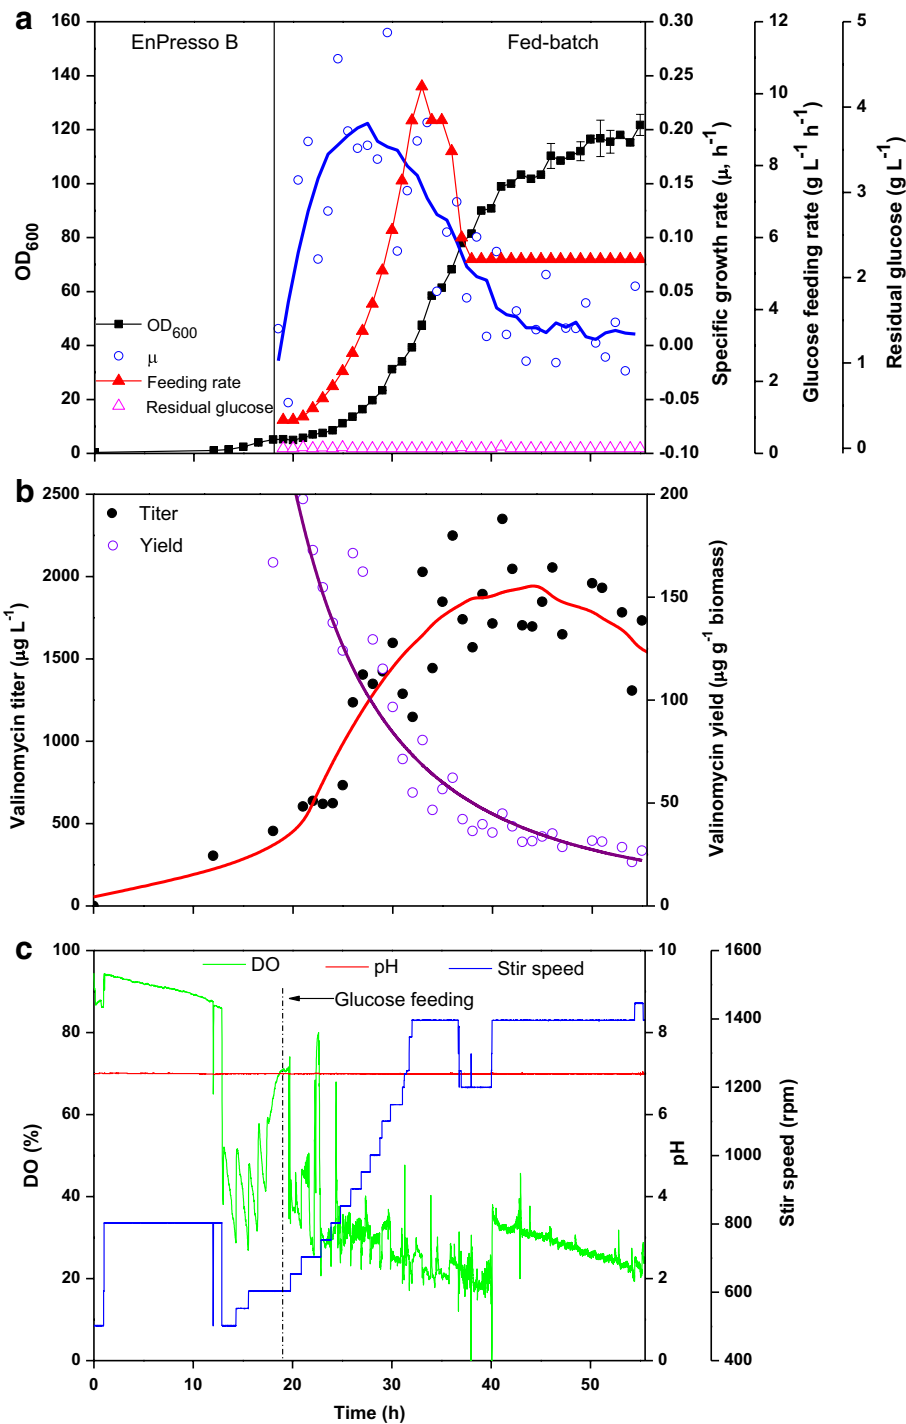 a
EnPresso B
Fed-batch
160
140
120
100
80
60
40
20
0
OD600
OD600
μ
Feeding rate
Residual glucose
0.30
0.25
0.20
0.15
0.10
0.05
0.00
-0.05
-0.10
Specific growth rate (μ, h-1)
12
10
8
6
4
2
0
Glucose feeding rate (g L-1 h-1)
5
4
3
2
1
0
Residual glucose (g L-1)
b
Titer
Yield
2500
2000
1500
1000
500
0
Valinomycin titer (μg L-1)
0
10
20
30
40
50
200
150
100
50
0
Valinomycin yield (μg g-1 biomass)
c
DO
pH
Stir speed
Glucose feeding
100
80
60
40
20
0
DO (%)
10
8
6
4
2
0
pH
1600
1400
1200
1000
800
600
400
Stir speed (rpm)
0
10
20
30
40
50
Time (h)